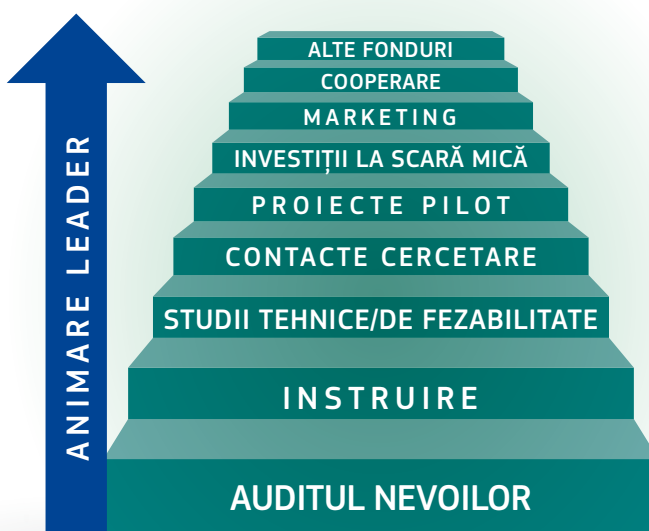 ALTE FONDURI
COOPERARE
MARKETING
INVESTIȚII LA SCARĂ MICĂ
PROIECTE PILOT
CONTACTE CERCETARE
STUDII TEHNICE/DE FEZABILITATE
INSTRUIRE
AUDITUL NEVOILOR
ANIMARE LEADER